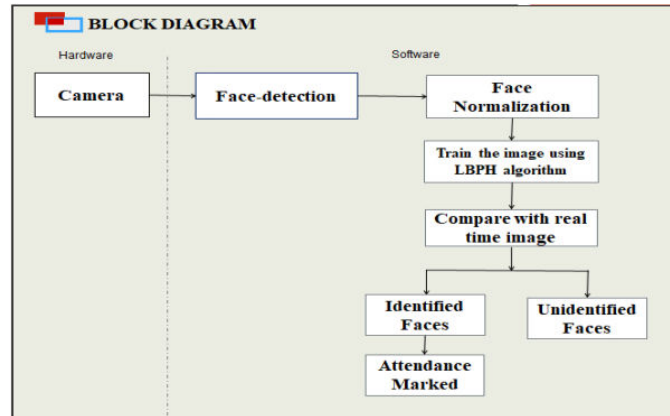 BLOCK DIAGRAM
Hardware
Software
Camera
Face-detection
Face
Normalization
Train the image using
LBPH algorithm
Compare with real
time image
Identified
Faces
Unidentified
Faces
Attendance
Marked